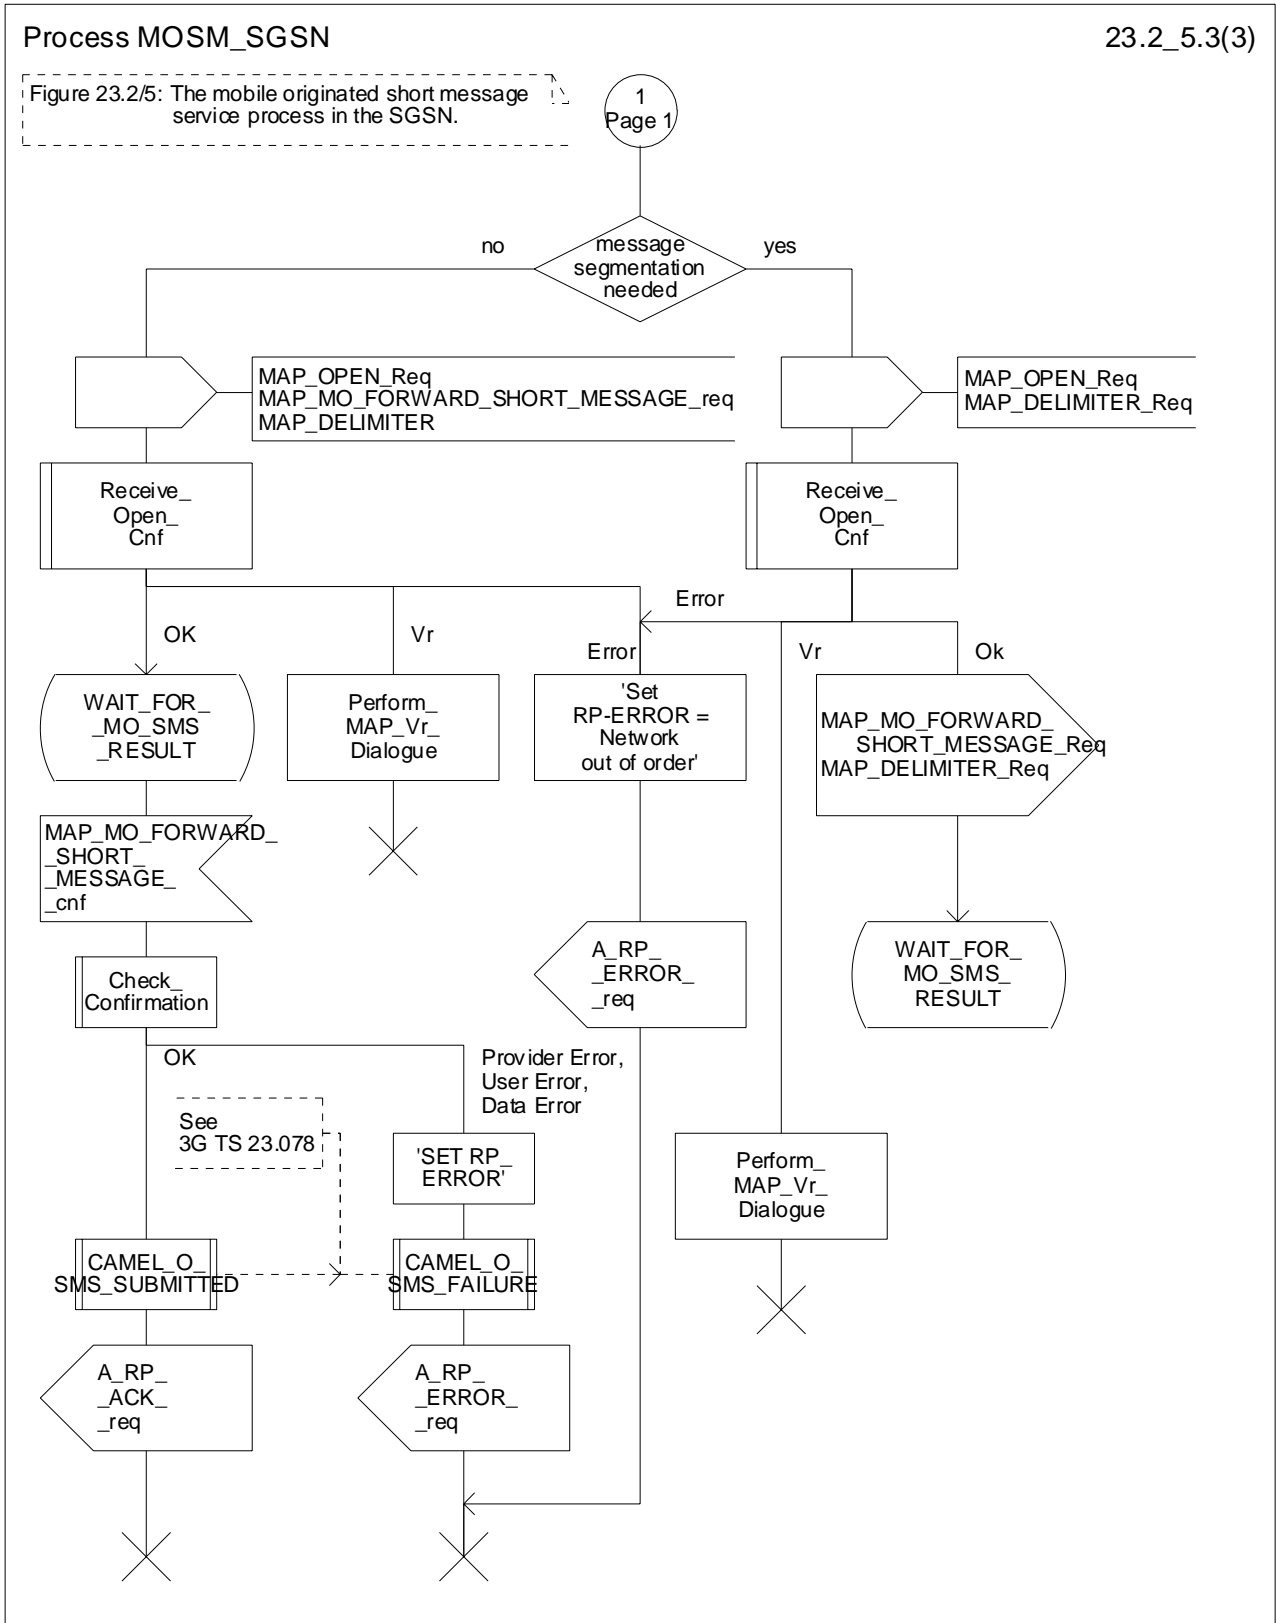 Process MOSM_SGSN
23.2_5.3(3)
Figure 23.2/5: The mobile originated short message
service process in the SGSN.
1
Page 1
no
message
segmentation
needed
yes
MAP_OPEN_Req
MAP_MO_FORWARD_SHORT_MESSAGE_req
MAP_DELIMITER
MAP_OPEN_Req
MAP_DELIMITER_Req
Receive_
Open_
Cnf
Receive_
Open_
Cnf
Error
OK
Vr
Error
Vr
Ok
WAIT_FOR_
_MO_SMS
_RESULT
Perform_
MAP_Vr_
Dialogue
'Set
RP-ERROR =
Network
out of order'
MAP_MO_FORWARD_
SHORT_MESSAGE_Req
MAP_DELIMITER_Req
MAP_MO_FORWARD_
_SHORT_
_MESSAGE_
_cnf
A_RP_
_ERROR_
_req
WAIT_FOR_
MO_SMS_
RESULT
Check_
Confirmation
OK
Provider Error,
User Error,
Data Error
See
3G TS 23.078
'SET RP_
ERROR'
Perform_
MAP_Vr_
Dialogue
CAMEL_O_
SMS_SUBMITTED
CAMEL_O_
SMS_FAILURE
A_RP_
_ACK_
_req
A_RP_
_ERROR_
_req